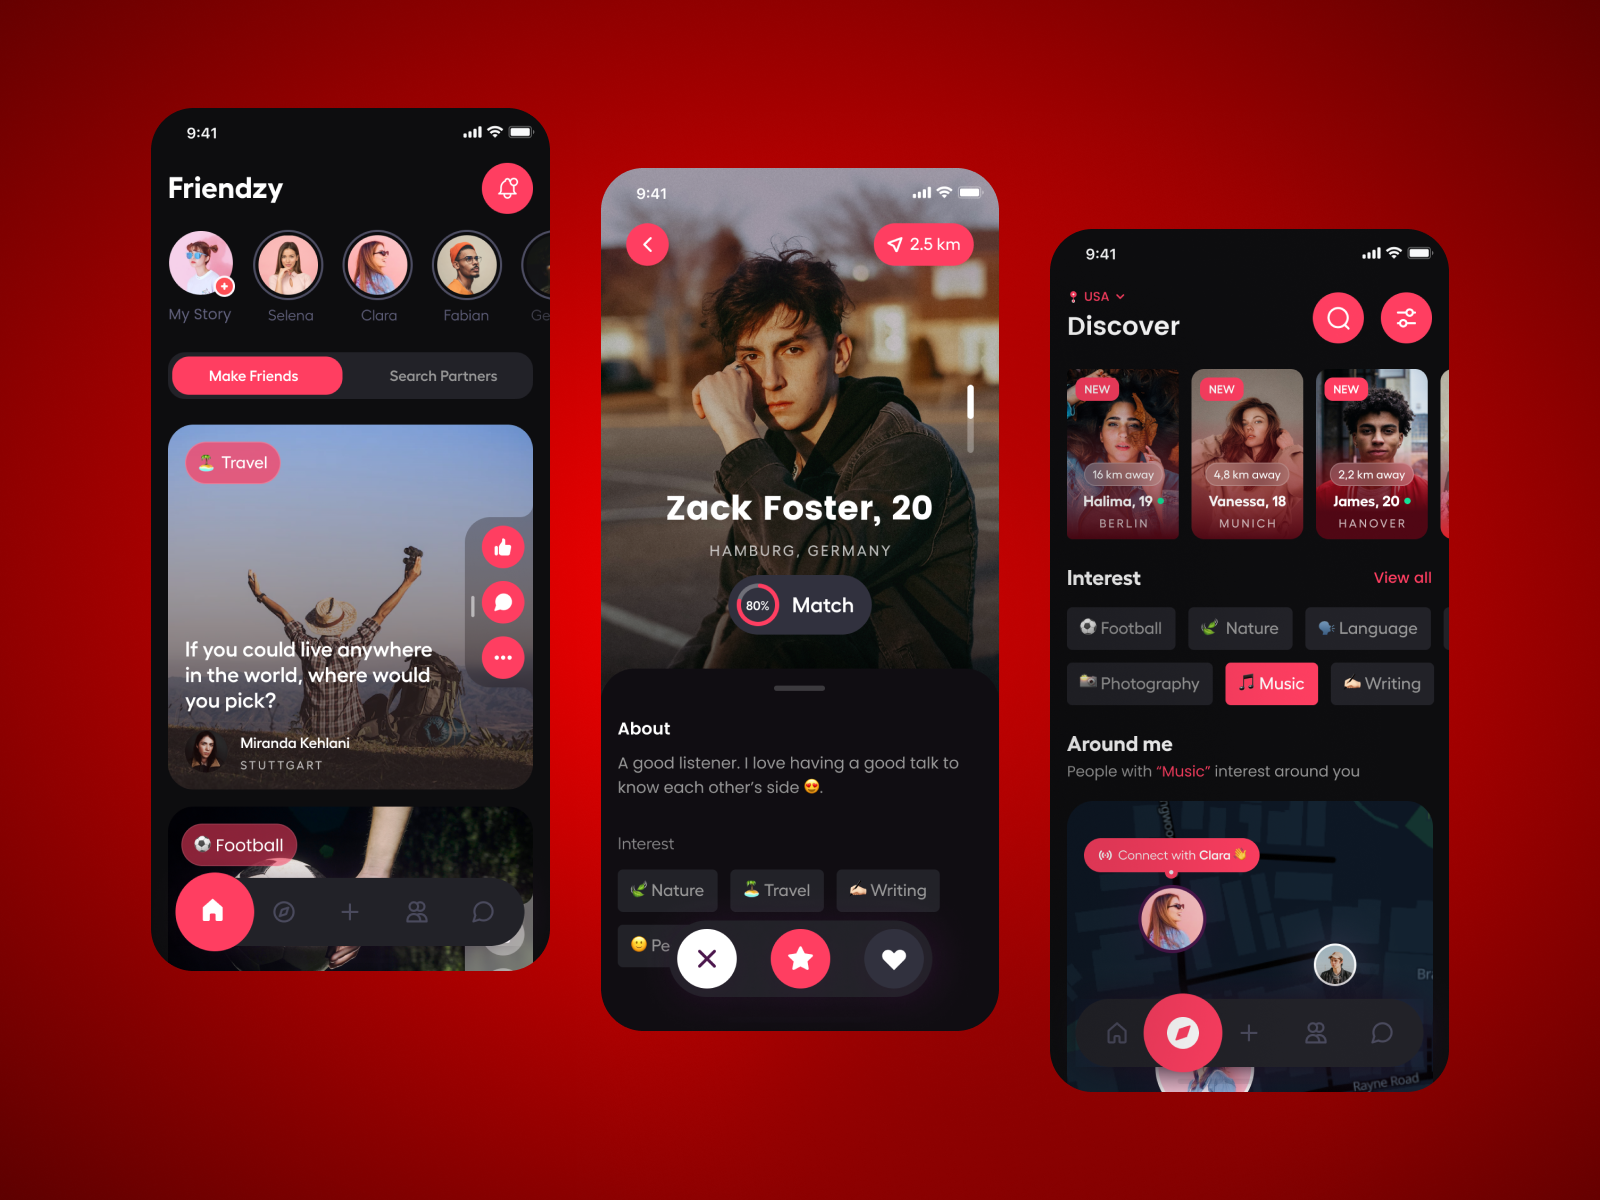 9:41
Friendzy
My Story
Selena
Clara
Fabian
Ge
Make Friends
Search Partners
Travel
If you could live anywhere
in the world, where would
you pick?
Miranda Kehlani
STUTTGART
Football
9:41
2.5 km
Zack Foster, 20
HAMBURG, GERMANY
80%
Match
About
A good listener. I love having a good talk to
know each other's side 😍.
Interest
Nature
Travel
Writing
Pe
9:41
USA
Discover
NEW
NEW
NEW
16 km away
4,8 km away
2,2 km away
Halima, 19
Vanessa, 18
James, 20
BERLIN
MUNICH
HANOVER
Interest
View all
Football
Nature
Language
Photography
Music
Writing
Around me
People with “Music” interest around you
ngwoo
Connect with Clara 👋
Bra
Rayne Road